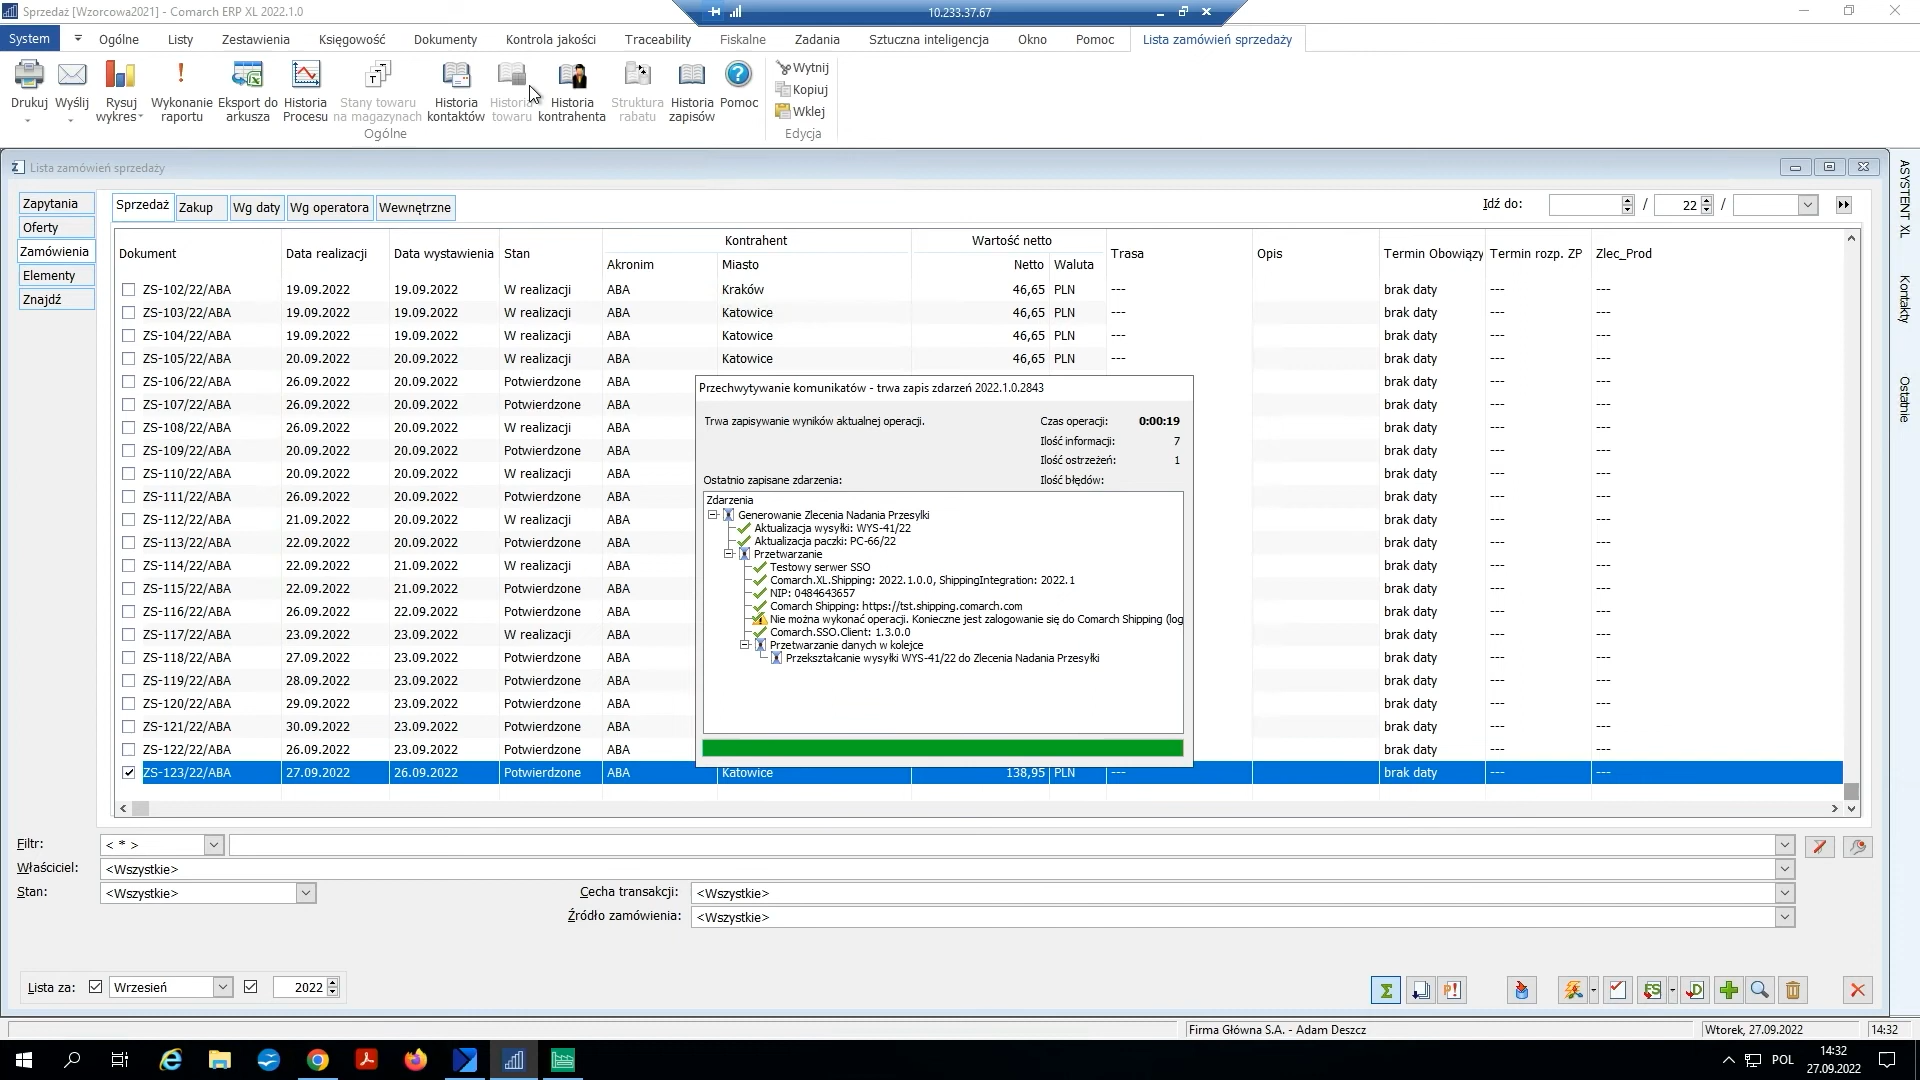 Sprzedaż [Wzorcowa2021] - Comarch ERP XL 2022.1.0
10.233.37.67
System Ogólne Listy Zestawienia Księgowość Dokumenty Kontrola jakości Traceability Fiskalne Zadania Sztuczna inteligencja Okno Pomoc Lista zamówień sprzedaży
Drukuj Wyślij Rysuj wykres Wykonanie raportu Eksport do arkusza Historia Procesu Stany towaru na magazynach Historia kontaktów towaru Historia kontrahenta Struktura rabatu Historia zapisów Pomoc
Wytnij
Kopiuj
Wklej
Ogólne Edycja
Lista zamówień sprzedaży
Zapytania
Oferty
Zamówienia
Elementy
Znajdź
Sprzedaż Zakup Wg daty Wg operatora Wewnętrzne
Idź do: / 22 /
Dokument Data realizacji Data wystawienia Stan Kontrahent Wartość netto Trasa Opis Termin Obowiązy Termin rozp. ZP Zlec_Prod
Akronim Miasto Netto Waluta
ZS-102/22/ABA 19.09.2022 19.09.2022 W realizacji ABA Kraków 46,65 PLN --- brak daty --- ---
ZS-103/22/ABA 19.09.2022 19.09.2022 W realizacji ABA Katowice 46,65 PLN --- brak daty --- ---
ZS-104/22/ABA 19.09.2022 19.09.2022 W realizacji ABA Katowice 46,65 PLN --- brak daty --- ---
ZS-105/22/ABA 20.09.2022 20.09.2022 W realizacji ABA Katowice 46,65 PLN --- brak daty --- ---
ZS-106/22/ABA 26.09.2022 20.09.2022 Potwierdzone ABA brak daty --- ---
ZS-107/22/ABA 26.09.2022 20.09.2022 Potwierdzone ABA brak daty --- ---
ZS-108/22/ABA 26.09.2022 20.09.2022 W realizacji ABA brak daty --- ---
ZS-109/22/ABA 20.09.2022 20.09.2022 Potwierdzone ABA brak daty --- ---
ZS-110/22/ABA 20.09.2022 20.09.2022 W realizacji ABA brak daty --- ---
ZS-111/22/ABA 26.09.2022 20.09.2022 Potwierdzone ABA brak daty --- ---
ZS-112/22/ABA 21.09.2022 20.09.2022 W realizacji ABA brak daty --- ---
ZS-113/22/ABA 22.09.2022 20.09.2022 Potwierdzone ABA brak daty --- ---
ZS-114/22/ABA 22.09.2022 21.09.2022 W realizacji ABA brak daty --- ---
ZS-115/22/ABA 22.09.2022 21.09.2022 Potwierdzone ABA brak daty --- ---
ZS-116/22/ABA 26.09.2022 22.09.2022 Potwierdzone ABA brak daty --- ---
ZS-117/22/ABA 23.09.2022 21.09.2022 W realizacji ABA brak daty --- ---
ZS-118/22/ABA 27.09.2022 23.09.2022 Potwierdzone ABA brak daty --- ---
ZS-119/22/ABA 28.09.2022 23.09.2022 Potwierdzone ABA brak daty --- ---
ZS-120/22/ABA 29.09.2022 23.09.2022 Potwierdzone ABA brak daty --- ---
ZS-121/22/ABA 30.09.2022 23.09.2022 Potwierdzone ABA brak daty --- ---
ZS-122/22/ABA 26.09.2022 23.09.2022 Potwierdzone ABA brak daty --- ---
ZS-123/22/ABA 27.09.2022 26.09.2022 Potwierdzone ABA Katowice 138,95 PLN --- brak daty --- ---
Przechwytywanie komunikatów - trwa zapis zdarzeń 2022.1.0.2843
Trwa zapisywanie wyników aktualnej operacji. Czas operacji: 0:00:19
Ilość informacji: 7
Ilość ostrzeżeń: 1
Ostatnio zapisane zdarzenia: Ilość błędów:
Zdarzenia
Generowanie Zlecenia Nadania Przesylki
Aktualizacja wysyłki: WYS-41/22
Aktualizacja paczki: PC-66/22
Przetwarzanie
Testowy serwer SSO
Comarch.XL.Shipping: 2022.1.0.0, ShippingIntegration: 2022.1
NIP: 0484643657
Comarch Shipping: https://tst.shipping.comarch.com
Nie można wykonać operacji. Konieczne jest zalogowanie się do Comarch Shipping (log
Comarch.SSO.Client: 1.3.0.0
Przetwarzanie danych w kolejce
Przekształcanie wysyłki WYS-41/22 do Zlecenia Nadania Przesyłki
Filtr: < * >
Właściciel: <Wszystkie>
Stan: <Wszystkie> Cecha transakcji: <Wszystkie>
Źródło zamówienia: <Wszystkie>
Lista za: Wrzesień 2022
Firma Główna S.A. - Adam Deszcz Wtorek, 27.09.2022 14:32
ASYSTENT XL
Kontakty
Ostatnie
POL 14:32
27.09.2022